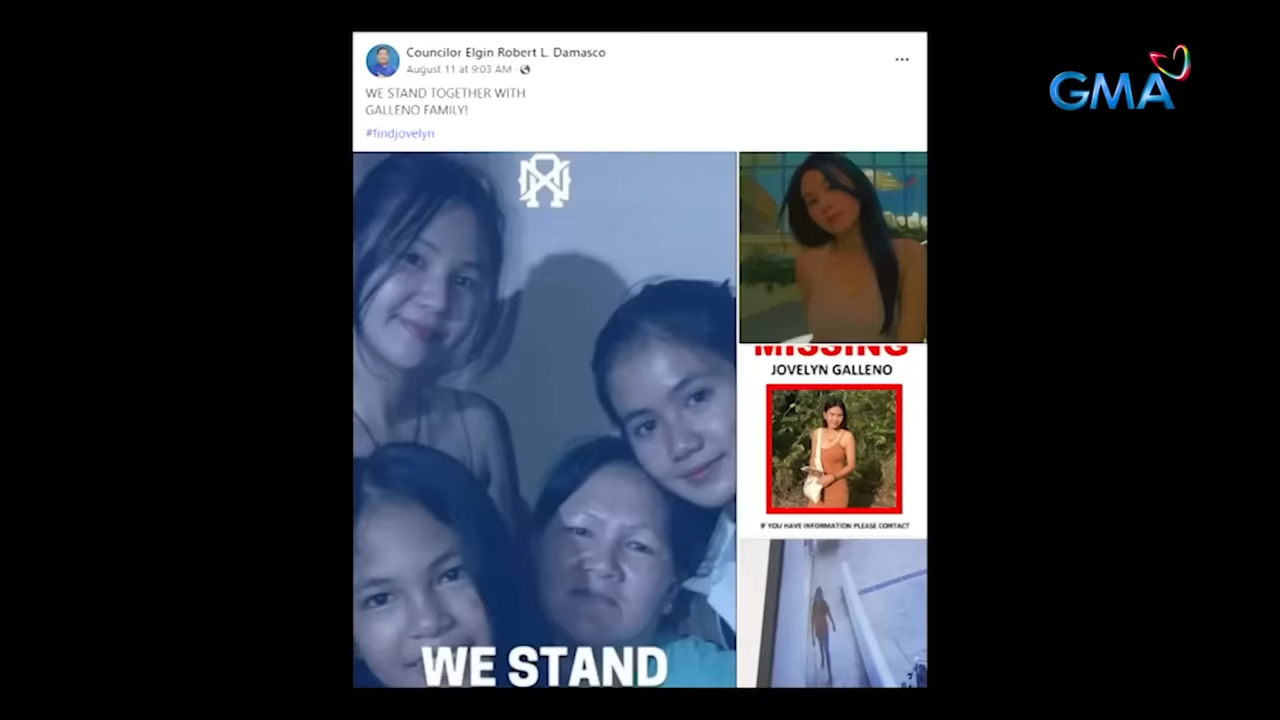 Councilor Elgin Robert L. Damasco
August 11 at 9:03 AM ·
WE STAND TOGETHER WITH
GALLENO FAMILY!
#findjovelyn
GMA
WE STAND
MISSING
JOVELYN GALLENO
IF YOU HAVE INFORMATION PLEASE CONTACT